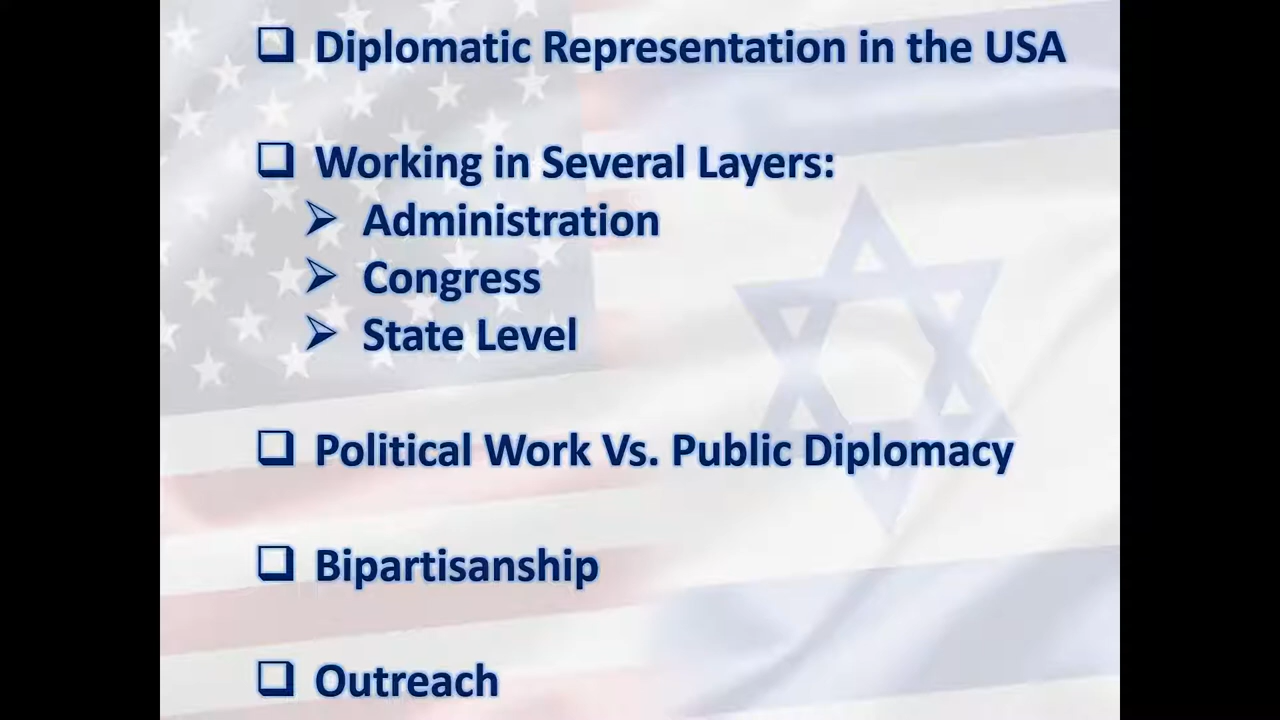 Diplomatic Representation in the USA
Working in Several Layers:
Administration
Congress
State Level
Political Work Vs. Public Diplomacy
Bipartisanship
Outreach